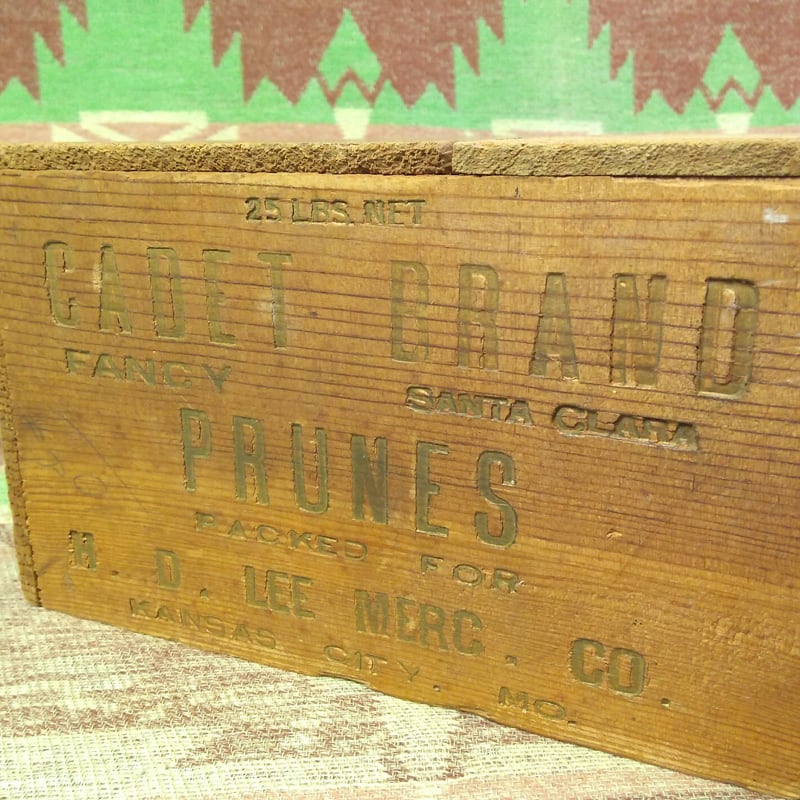 25 LBS. NET
CADET BRAND
FANCY SANTA CLARA
PRUNES
PACKED FOR
H. D. LEE MERC. CO.
KANSAS CITY, MO.